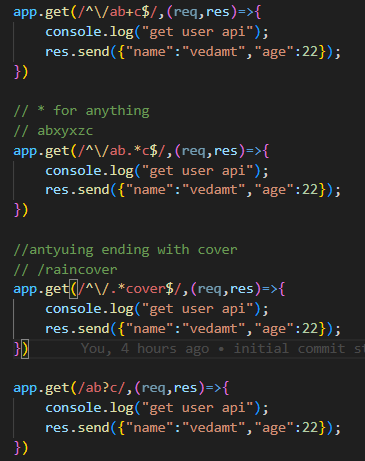 app.get(/^\/ab+c$/,(req,res)=>{
    console.log("get user api");
    res.send({"name":"vedamt","age":22});
})
// * for anything
// abxyxzc
app.get(/^\/ab.*c$/,(req,res)=>{
    console.log("get user api");
    res.send({"name":"vedamt","age":22});
})
//antyuing ending with cover
// /raincover
app.get(/^\/.*cover$/,(req,res)=>{
    console.log("get user api");
    res.send({"name":"vedamt","age":22});
})     You, 4 hours ago • initial commit st
app.get(/ab?c/,(req,res)=>{
    console.log("get user api");
    res.send({"name":"vedamt","age":22});
})